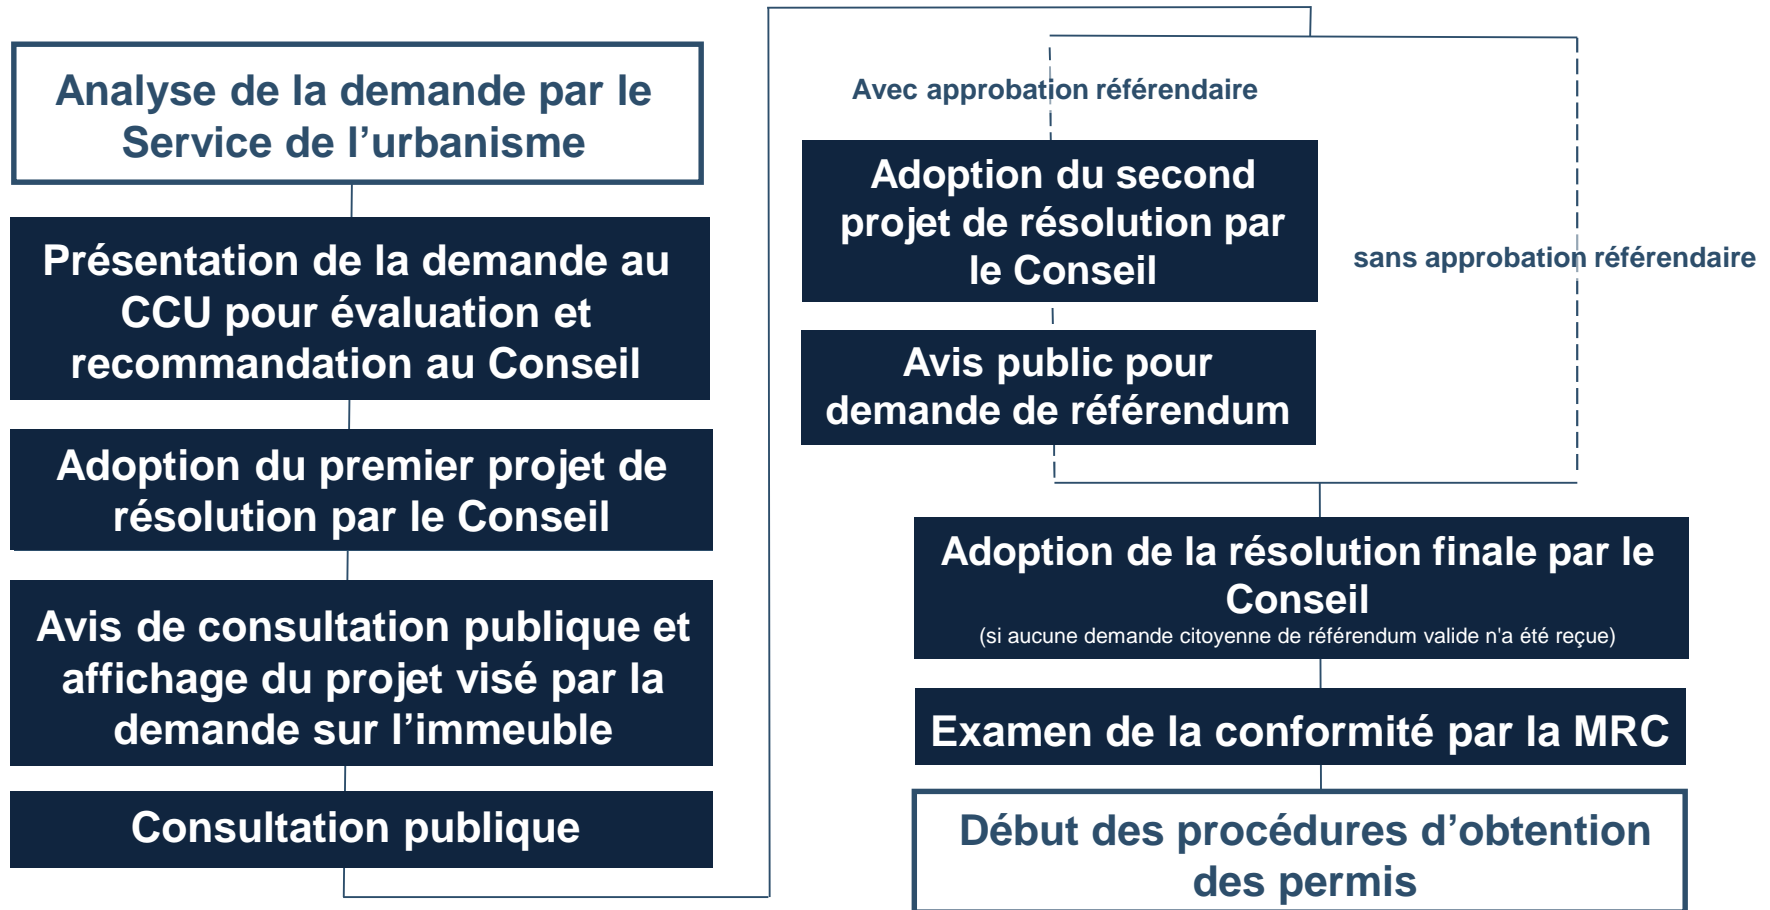 Analyse de la demande par le
Service de l’urbanisme
Présentation de la demande au
CCU pour évaluation et
recommandation au Conseil
Adoption du premier projet de
résolution par le Conseil
Avis de consultation publique et
affichage du projet visé par la
demande sur l’immeuble
Consultation publique
Avec approbation référendaire
Adoption du second
projet de résolution par
le Conseil
sans approbation référendaire
Avis public pour
demande de référendum
Adoption de la résolution finale par le
Conseil
(si aucune demande citoyenne de référendum valide n'a été reçue)
Examen de la conformité par la MRC
Début des procédures d’obtention
des permis